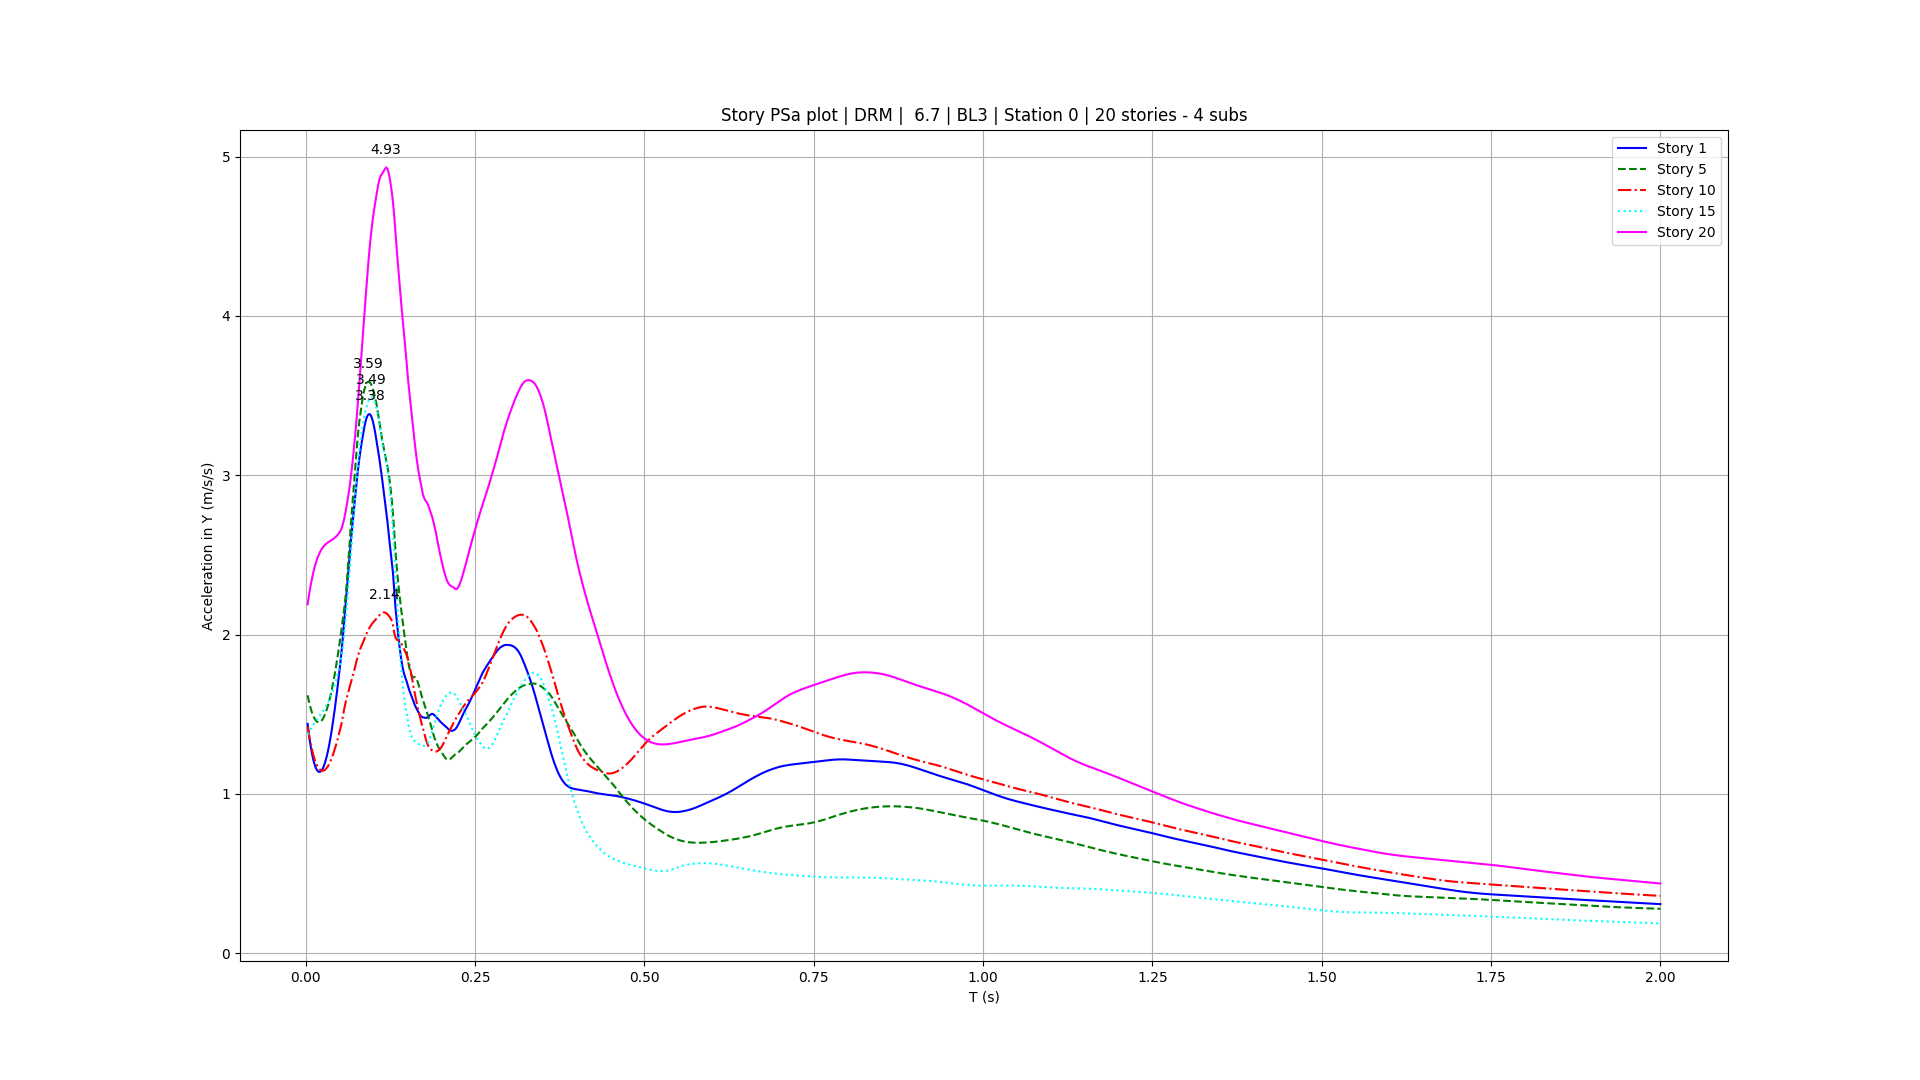 Story PSa plot | DRM |  6.7 | BL3 | Station 0 | 20 stories - 4 subs
Story 1
Story 5
Story 10
Story 15
Story 20
4.93
3.59
3.49
3.38
2.14
Acceleration in Y (m/s/s)
5
4
3
2
1
0
0.00 0.25 0.50 0.75 1.00 1.25 1.50 1.75 2.00
T (s)